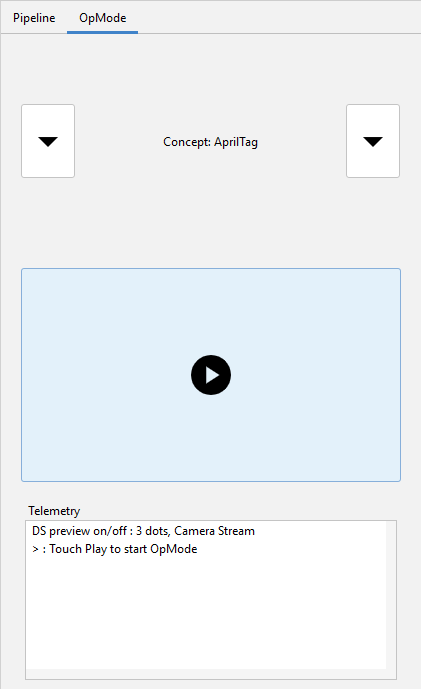 Pipeline OpMode
Concept: AprilTag
Telemetry
DS preview on/off : 3 dots, Camera Stream
> : Touch Play to start OpMode